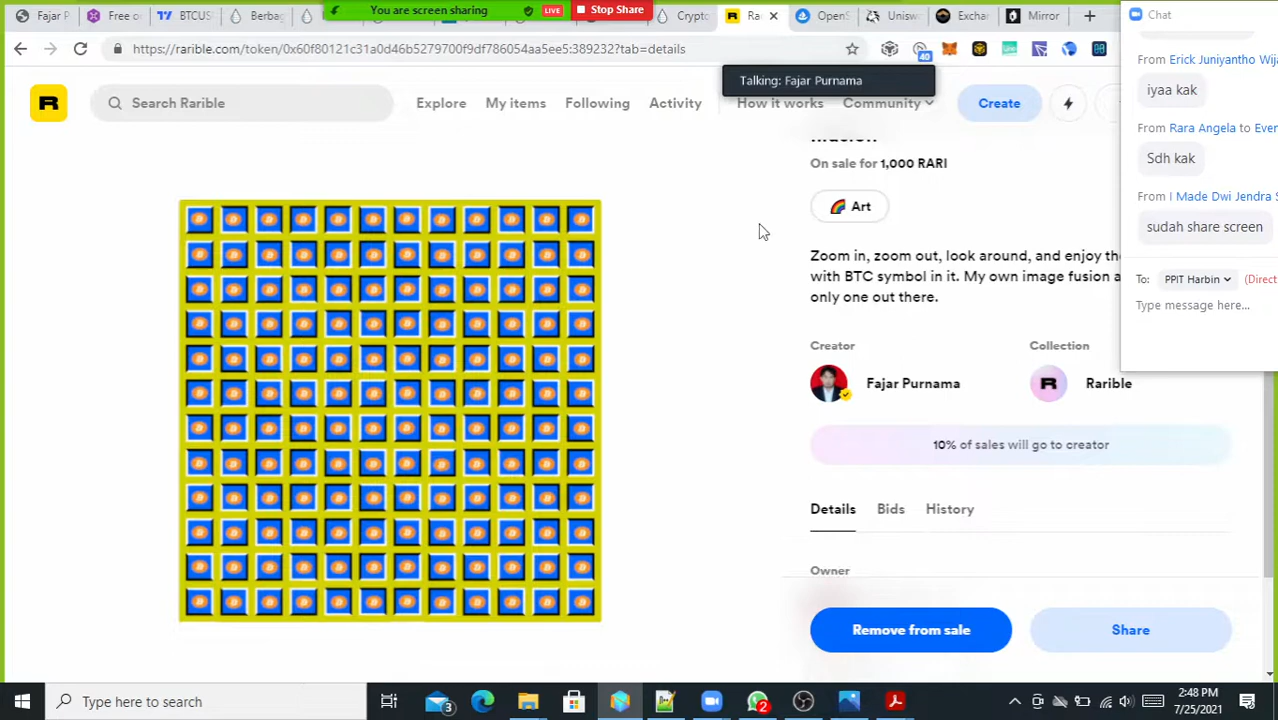 You are screen sharing
LIVE
Stop Share
Fajar P
Free o
BTCUS
Berbag
Crypto
Ra
OpenS
Unisw
Exchar
Mirror
https://rarible.com/token/0x60f80121c31a0d46b5279700f9df786054aa5ee5:389232?tab=details
40
Talking: Fajar Purnama
R
Search Rarible
Explore
My items
Following
Activity
How it works
Community
Create
On sale for 1,000 RARI
Art
Zoom in, zoom out, look around, and enjoy the
with BTC symbol in it. My own image fusion a
only one out there.
Creator
Collection
Fajar Purnama
R
Rarible
10% of sales will go to creator
Details
Bids
History
Owner
Remove from sale
Share
Chat
From Erick Juniyantho Wija
iyaa kak
From Rara Angela to Ever
Sdh kak
From I Made Dwi Jendra S
sudah share screen
To: PPIT Harbin
(Direct
Type message here...
Type here to search
3
2
2:48 PM
7/25/2021